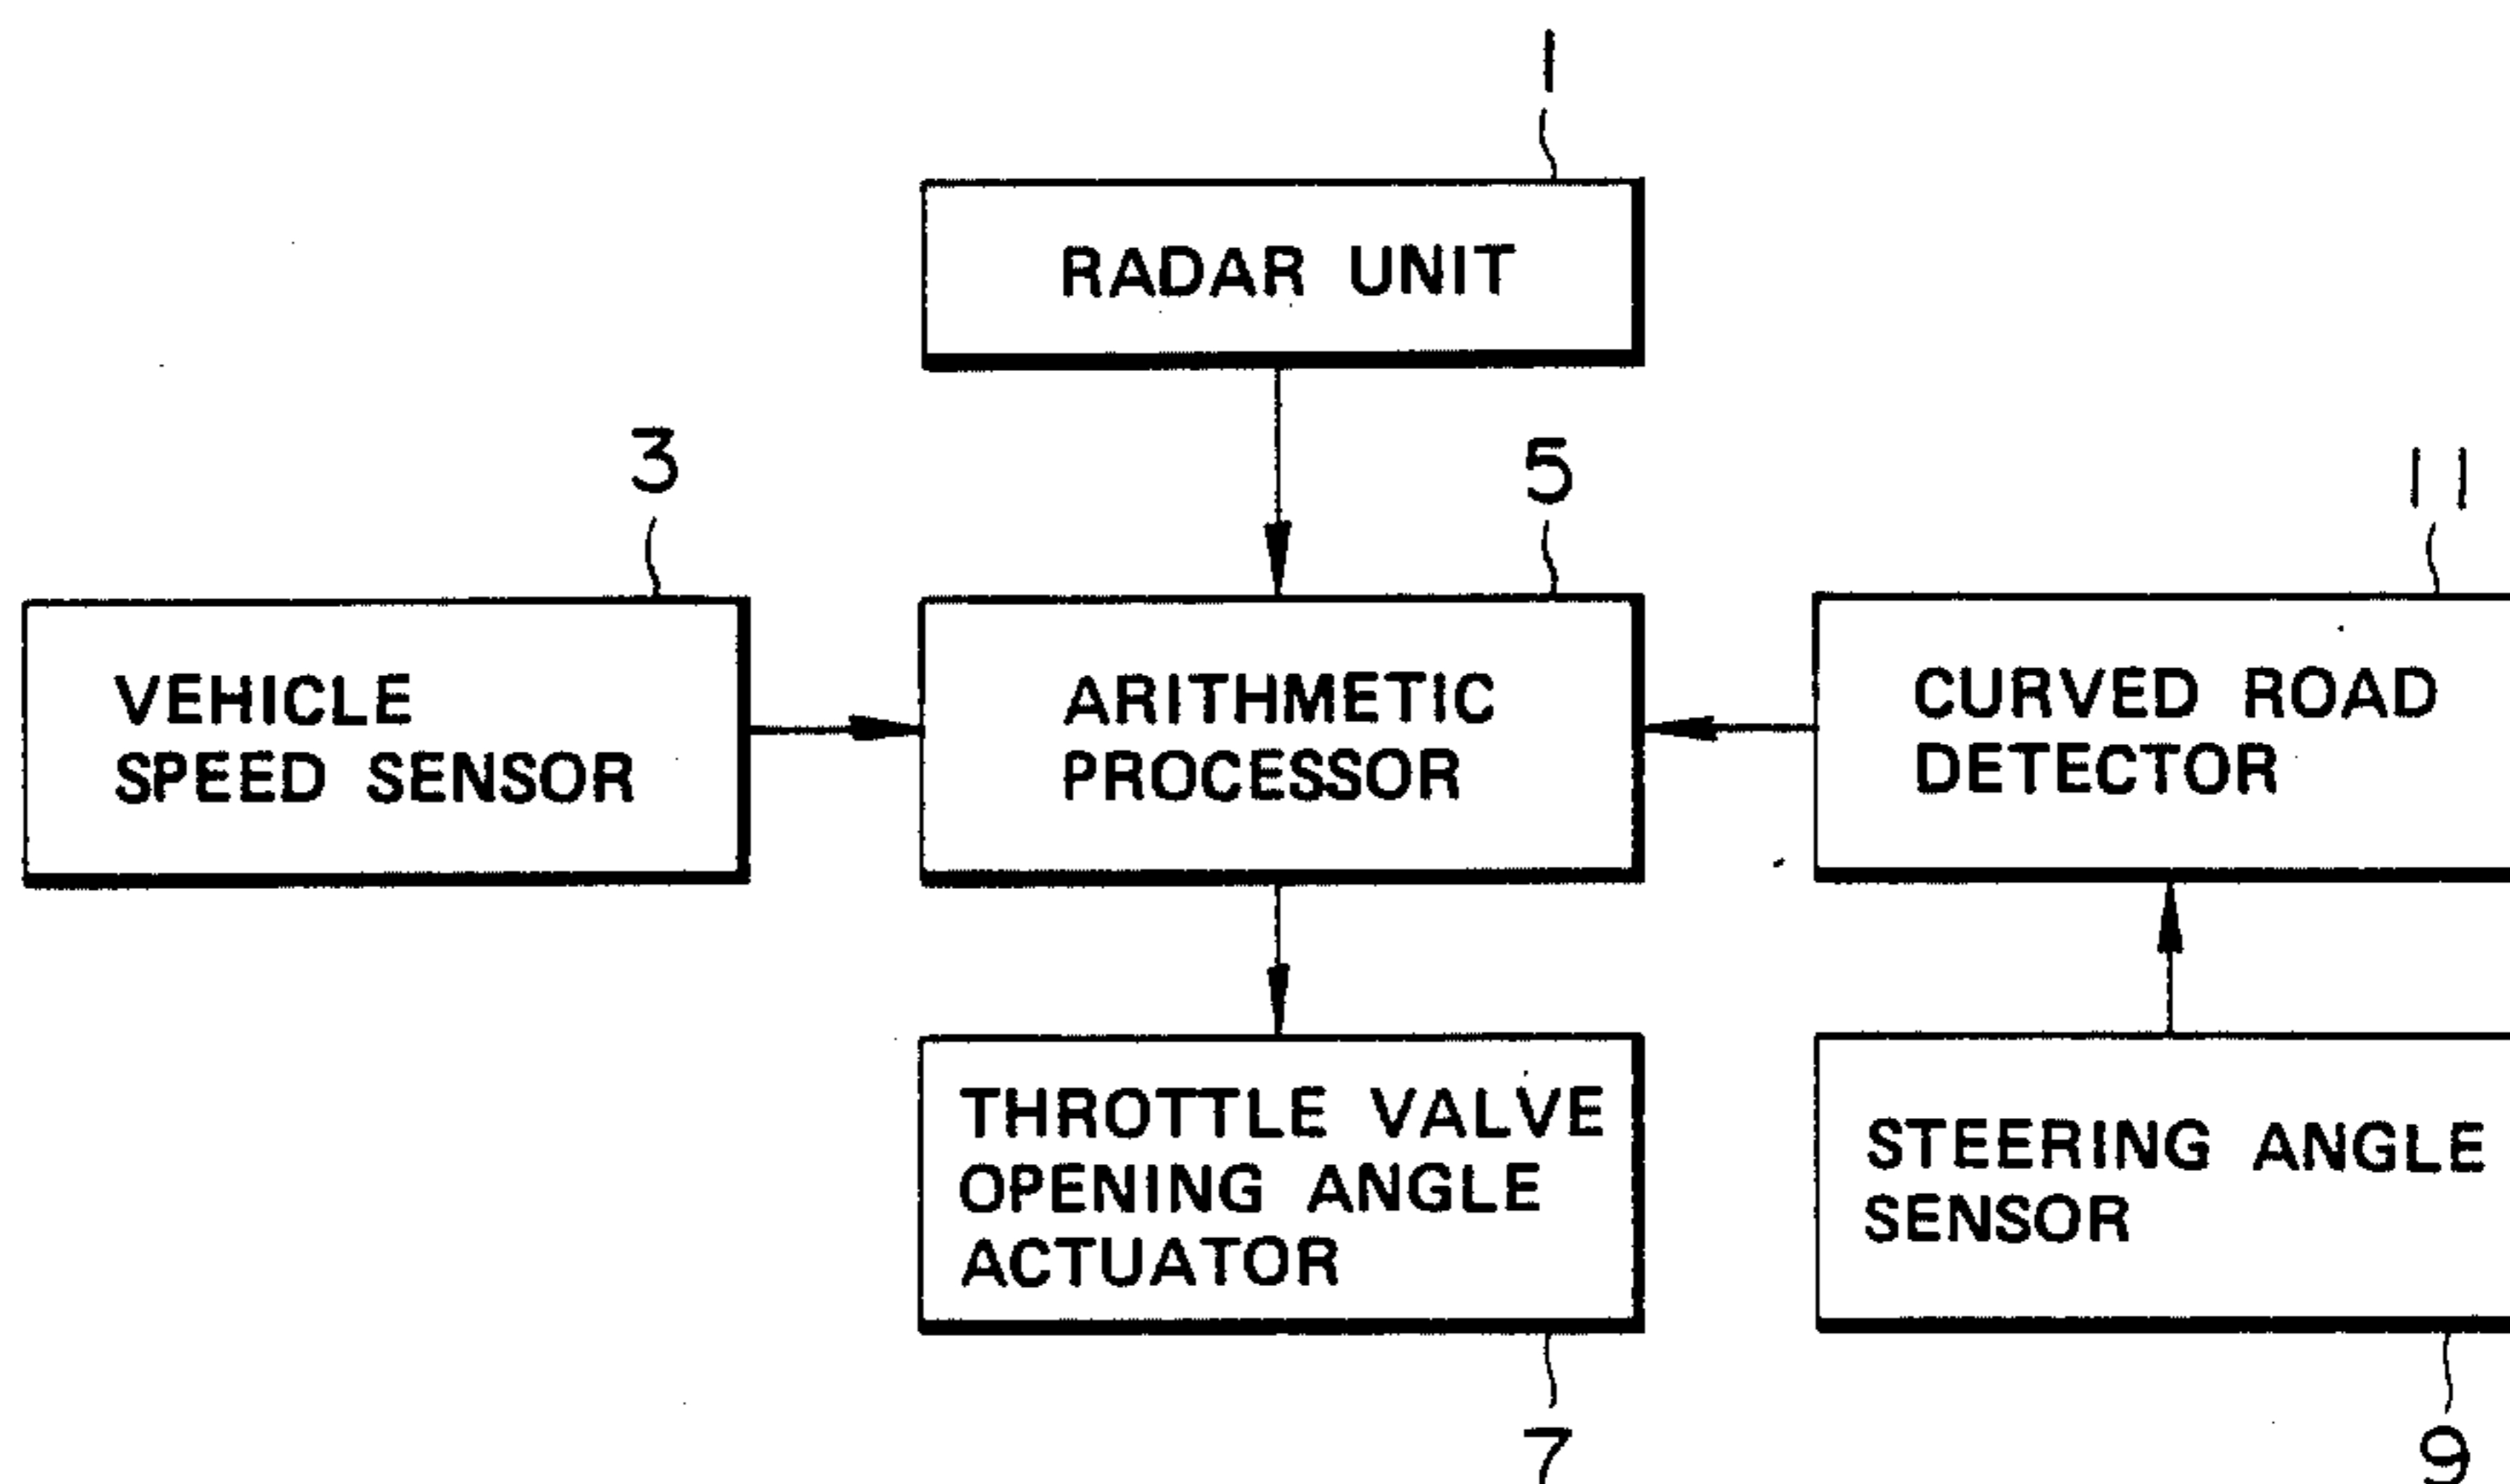 1
RADAR UNIT
3
5
11
VEHICLE
SPEED SENSOR
ARITHMETIC
PROCESSOR
CURVED ROAD
DETECTOR
THROTTLE VALVE
OPENING ANGLE
ACTUATOR
STEERING ANGLE
SENSOR
7
9